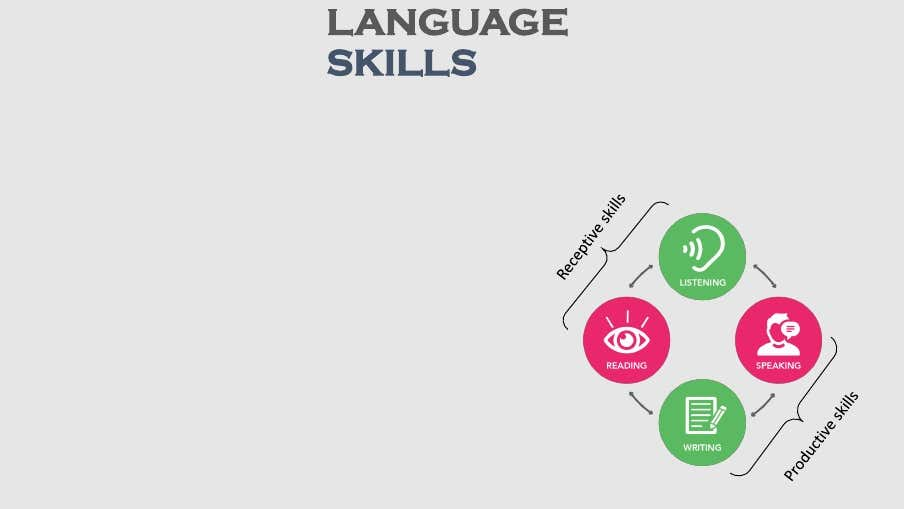 LANGUAGE
SKILLS
Receptive skills
LISTENING
READING
SPEAKING
WRITING
Productive skills